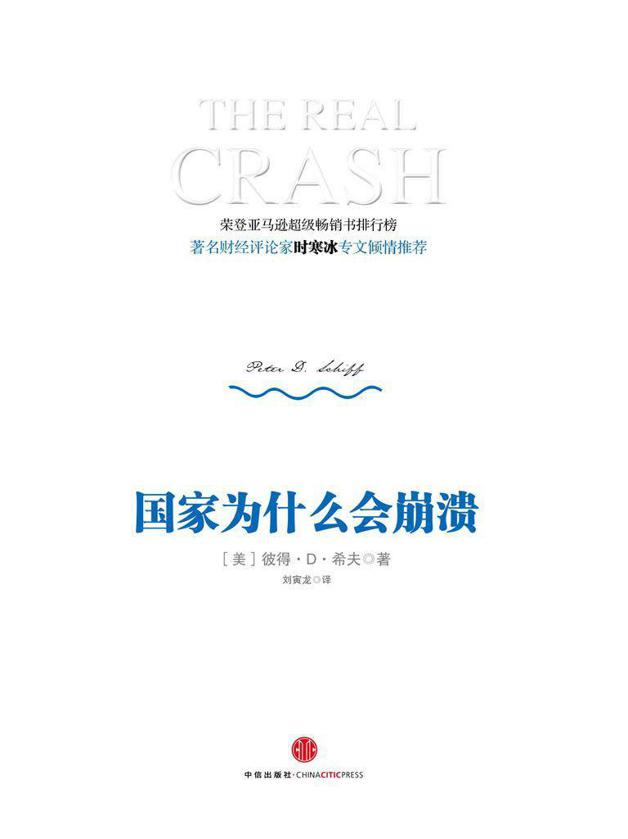 THE REAL
CRASH
荣登亚马逊超级畅销书排行榜
著名财经评论家时寒冰专文倾情推荐
Peter D. Schiff
国家为什么会崩溃
［美］彼得·D·希夫◎著
刘寅龙◎译
中信出版社·CHINACITICPRESS